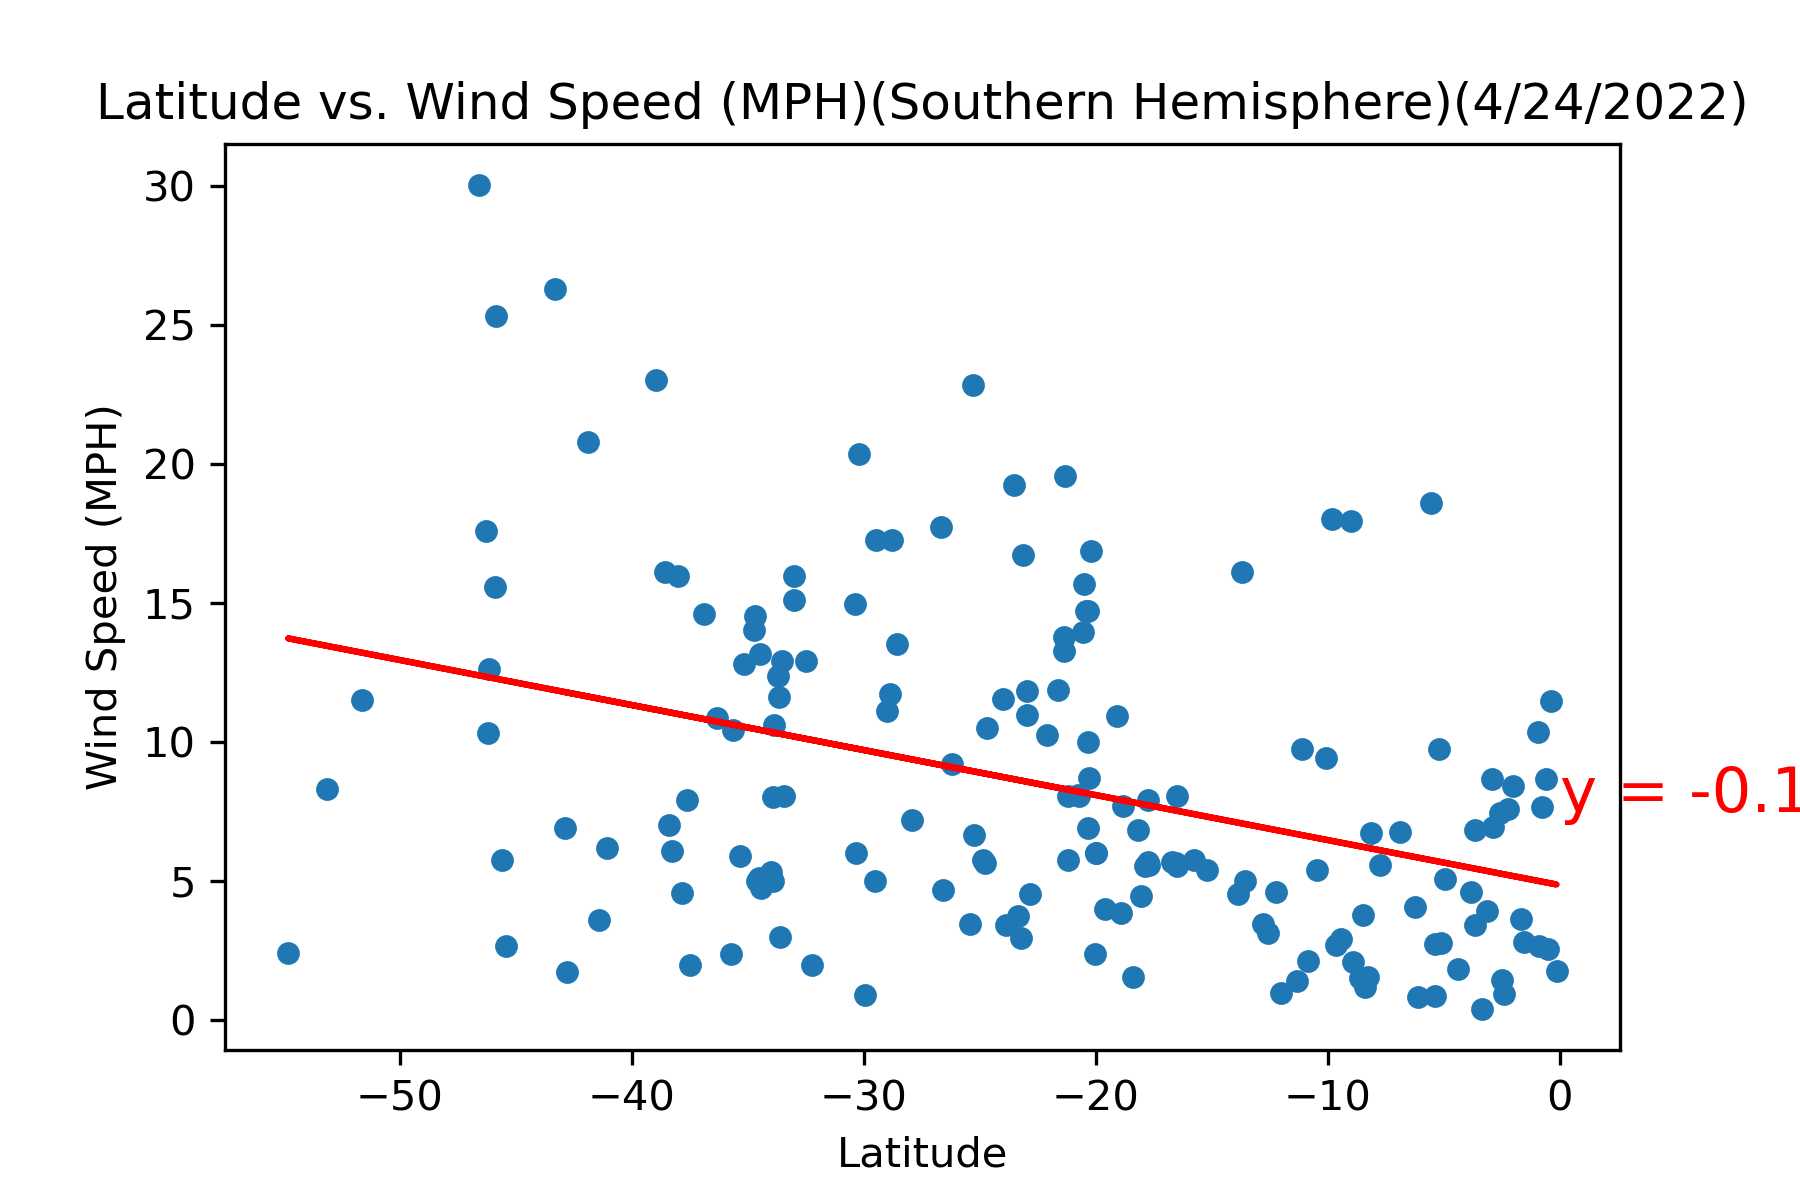 Latitude vs. Wind Speed (MPH)(Southern Hemisphere)(4/24/2022)
Wind Speed (MPH)
30
25
20
15
10
5
0
y = -0.1
−50 −40 −30 −20 −10 0
Latitude